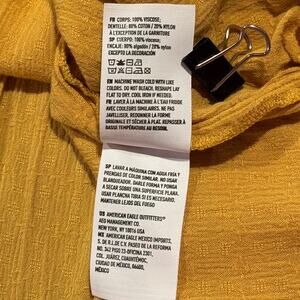 FR CORPS: 100% VISCOSE;
DENTELLE: 80% COTON / 20% NYLON
À L'EXCEPTION DE LA GARNITURE
SP CUERPO: 100% viscosa;
ENCAJE: 80% algodón / 20% nylon
EXCEPTO LA DECORACIÓN
EN MACHINE WASH COLD WITH LIKE
COLORS. DO NOT BLEACH. RESHAPE LAY
FLAT TO DRY. COOL IRON IF NEEDED.
FR LAVER À LA MACHINE À L'EAU FROIDE
AVEC COULEURS SIMILAIRES. NE PAS
JAVELLISER. REDONNER LA FORME
ORIGINALE ET SÉCHER À PLAT. REPASSER À
BASSE TEMPÉRATURE AU BESOIN.
SP LAVAR A MÁQUINA CON AGUA FRÍA Y
PRENDAS DE COLOR SIMILAR. NO USAR
BLANQUEADOR. DARLE FORMA Y PONGA
A SECAR SOBRE UNA SUPERFICIE PLANA.
USAR PLANCHA TIBIA SI ES NECESARIO.
MANTENER LEJOS DEL FUEGO
US AMERICAN EAGLE OUTFITTERS®
AEO MANAGEMENT CO.
NEW YORK, NY 10001
MX AMERICAN EAGLE MEXICO IMPORTS,
S. DE R.L. DE C.V. PASEO DE LA REFORMA
NO. 342 PISO 23-OFICINA 2301,
COL. JUÁREZ, CUAUHTÉMOC,
CIUDAD DE MÉXICO, 06600,
MÉXICO